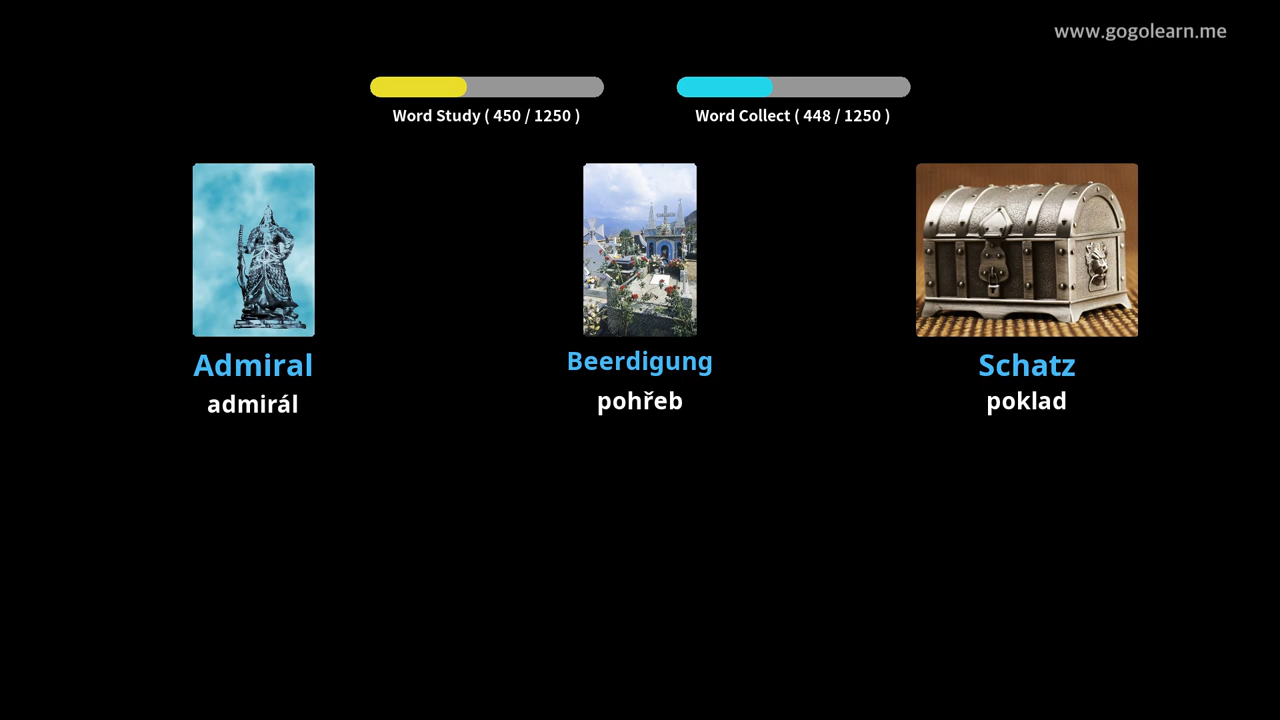 www.gogolearn.me
Word Study ( 450 / 1250 )
Word Collect ( 448 / 1250 )
Admiral
admirál
Beerdigung
pohřeb
Schatz
poklad